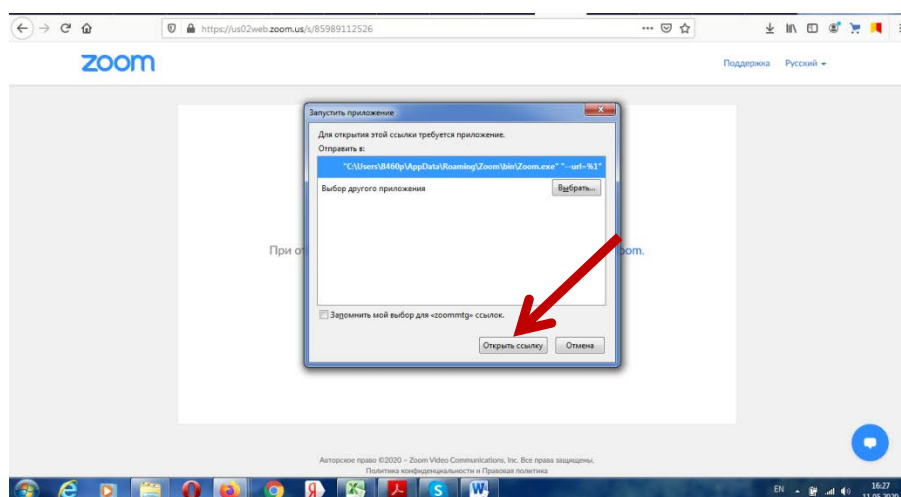 https://us02web.zoom.us/s/85989112526
zoom
Поддержка Русский
Запустить приложение
Для открытия этой ссылки требуется приложение.
Отправить в:
"C:\Users\8460p\AppData\Roaming\Zoom\bin\Zoom.exe" "--url=%1"
Выбор другого приложения
Выбрать...
При от
oom.
Запомнить мой выбор для «zoommtg» ссылок.
Открыть ссылку
Отмена
Авторское право ©2020 - Zoom Video Communications, Inc. Все права защищены.
Политика конфиденциальности и Правовая политика
EN
16:27
11.05.2020